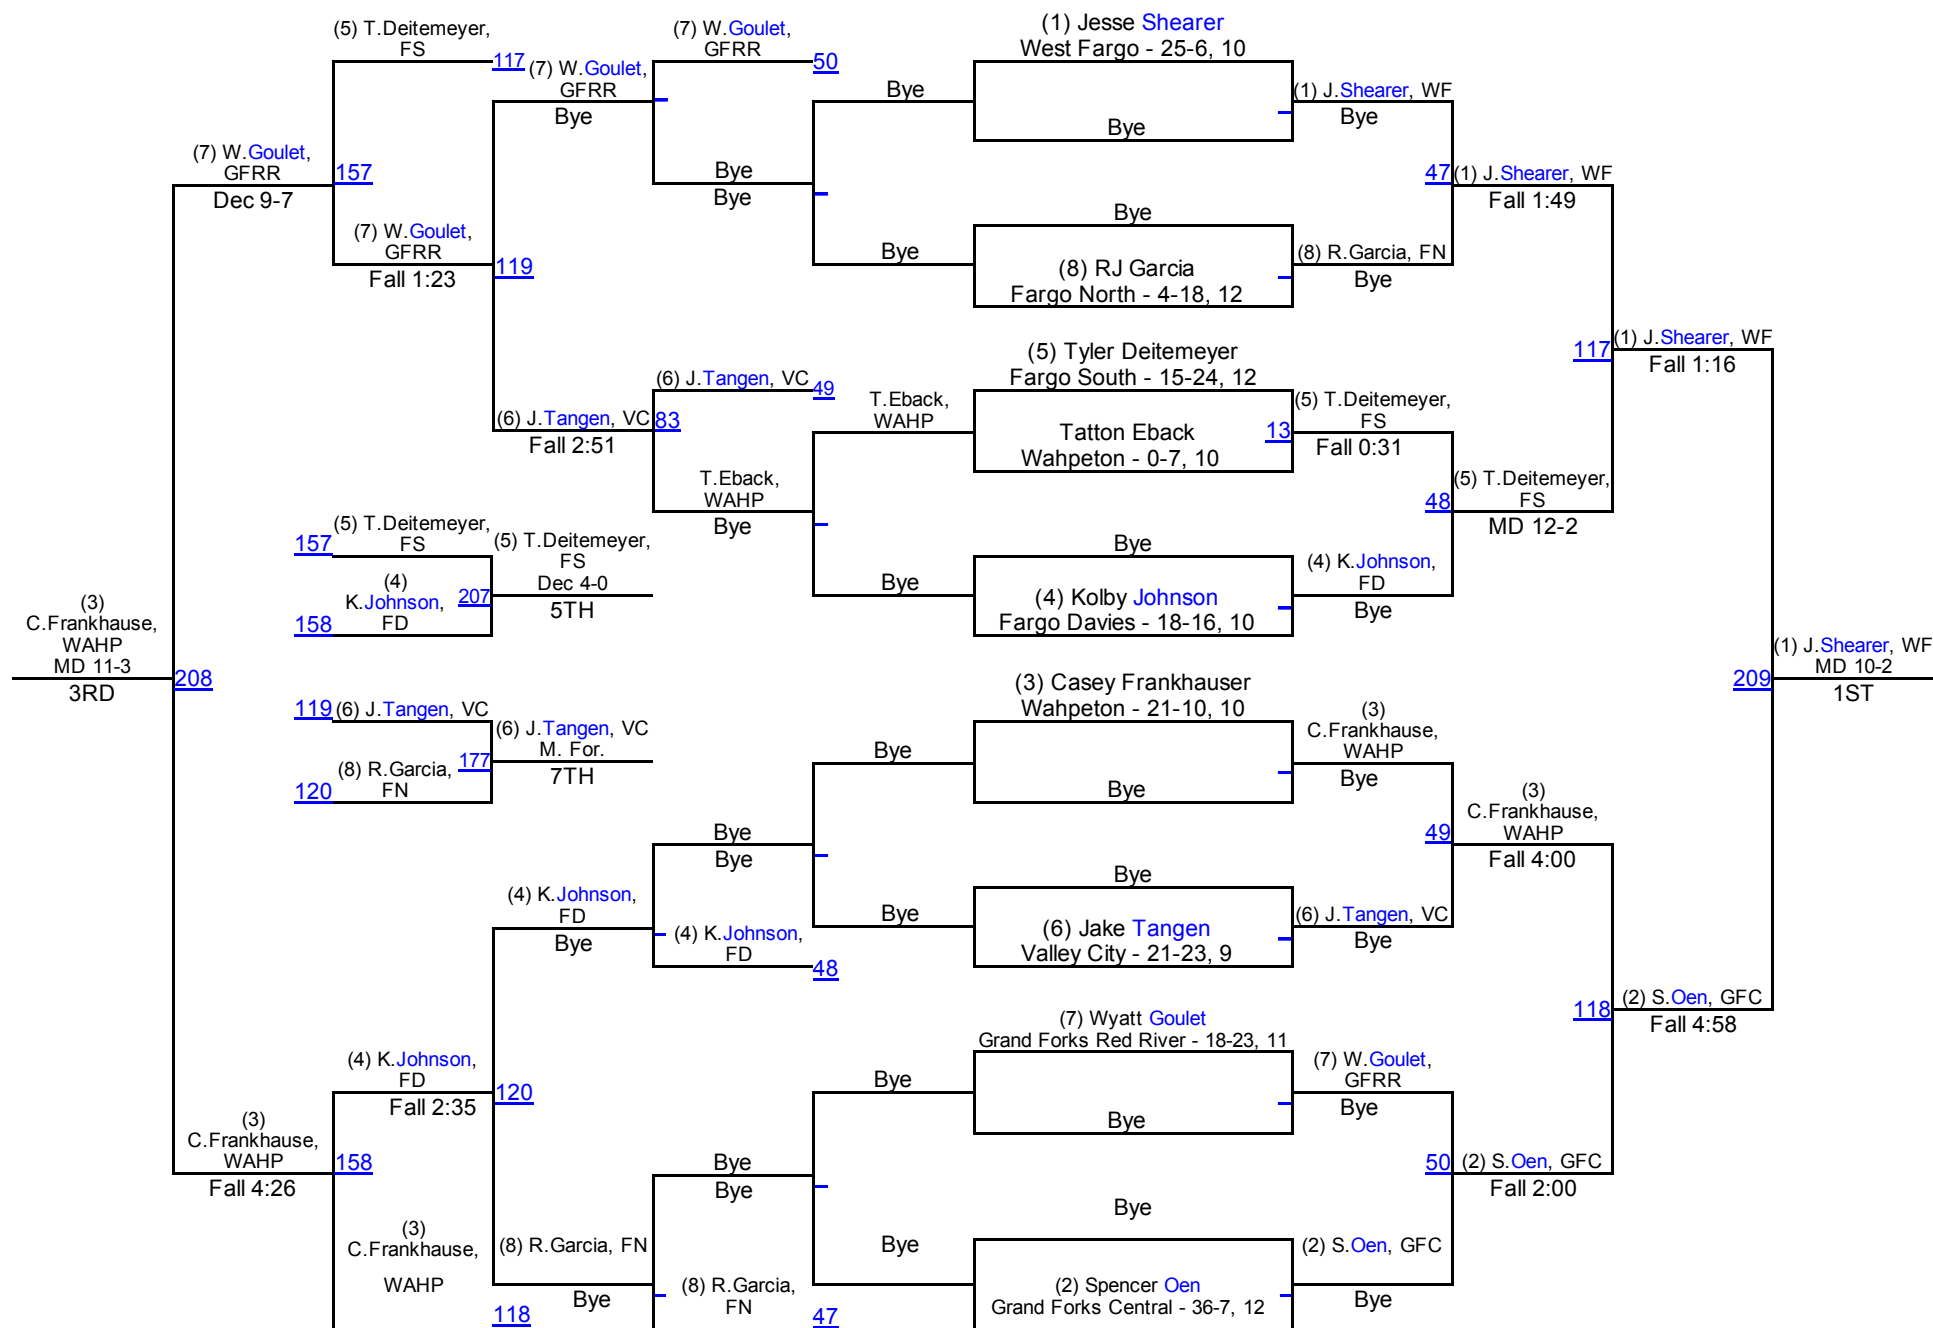 (5) T.Deitemeyer,
FS
117
(7) W.Goulet,
GFRR
Bye
(7) W.Goulet,
GFRR
50
(7) W.Goulet,
GFRR
Dec 9-7
157
(7) W.Goulet,
GFRR
Fall 1:23
119
Bye
Bye
(6) J.Tangen, VC
49
(6) J.Tangen, VC
Fall 2:51
83
T.Eback,
WAHP
Bye
157
(5) T.Deitemeyer,
FS
(4)
K.Johnson,
FD
158
207
(5) T.Deitemeyer,
FS
Dec 4-0
5TH
(3)
C.Frankhause,
WAHP
MD 11-3
3RD
208
119
(6) J.Tangen, VC
(8) R.Garcia,
FN
120
177
(6) J.Tangen, VC
M. For.
7TH
Bye
Bye
(4) K.Johnson,
FD
Bye
(4) K.Johnson,
FD
48
(4) K.Johnson,
FD
Fall 2:35
120
(3)
C.Frankhause,
WAHP
Fall 4:26
158
Bye
Bye
(3)
C.Frankhause,
WAHP
118
(8) R.Garcia, FN
Bye
(8) R.Garcia,
FN
47
(1) Jesse Shearer
West Fargo - 25-6, 10
Bye
Bye
(1) J.Shearer, WF
Bye
47
(1) J.Shearer, WF
Fall 1:49
Bye
Bye
(8) RJ Garcia
Fargo North - 4-18, 12
(8) R.Garcia, FN
Bye
117
(1) J.Shearer, WF
Fall 1:16
(5) Tyler Deitemeyer
Fargo South - 15-24, 12
T.Eback,
WAHP
Tatton Eback
Wahpeton - 0-7, 10
13
(5) T.Deitemeyer,
FS
Fall 0:31
48
(5) T.Deitemeyer,
FS
MD 12-2
Bye
Bye
(4) Kolby Johnson
Fargo Davies - 18-16, 10
(4) K.Johnson,
FD
Bye
209
(1) J.Shearer, WF
MD 10-2
1ST
(3) Casey Frankhauser
Wahpeton - 21-10, 10
Bye
Bye
(3)
C.Frankhause,
WAHP
Bye
49
(3)
C.Frankhause,
WAHP
Fall 4:00
Bye
Bye
(6) Jake Tangen
Valley City - 21-23, 9
(6) J.Tangen, VC
Bye
118
(2) S.Oen, GFC
Fall 4:58
(7) Wyatt Goulet
Grand Forks Red River - 18-23, 11
Bye
Bye
(7) W.Goulet,
GFRR
Bye
50
(2) S.Oen, GFC
Fall 2:00
Bye
Bye
(2) Spencer Oen
Grand Forks Central - 36-7, 12
(2) S.Oen, GFC
Bye